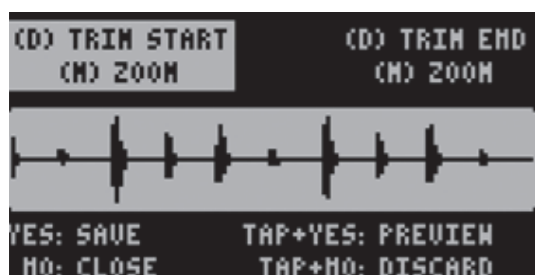 (D) TRIM START
(M) ZOOM
(D) TRIM END
(M) ZOOM
YES: SAVE
TAP+YES: PREVIEW
NO: CLOSE
TAP+NO: DISCARD